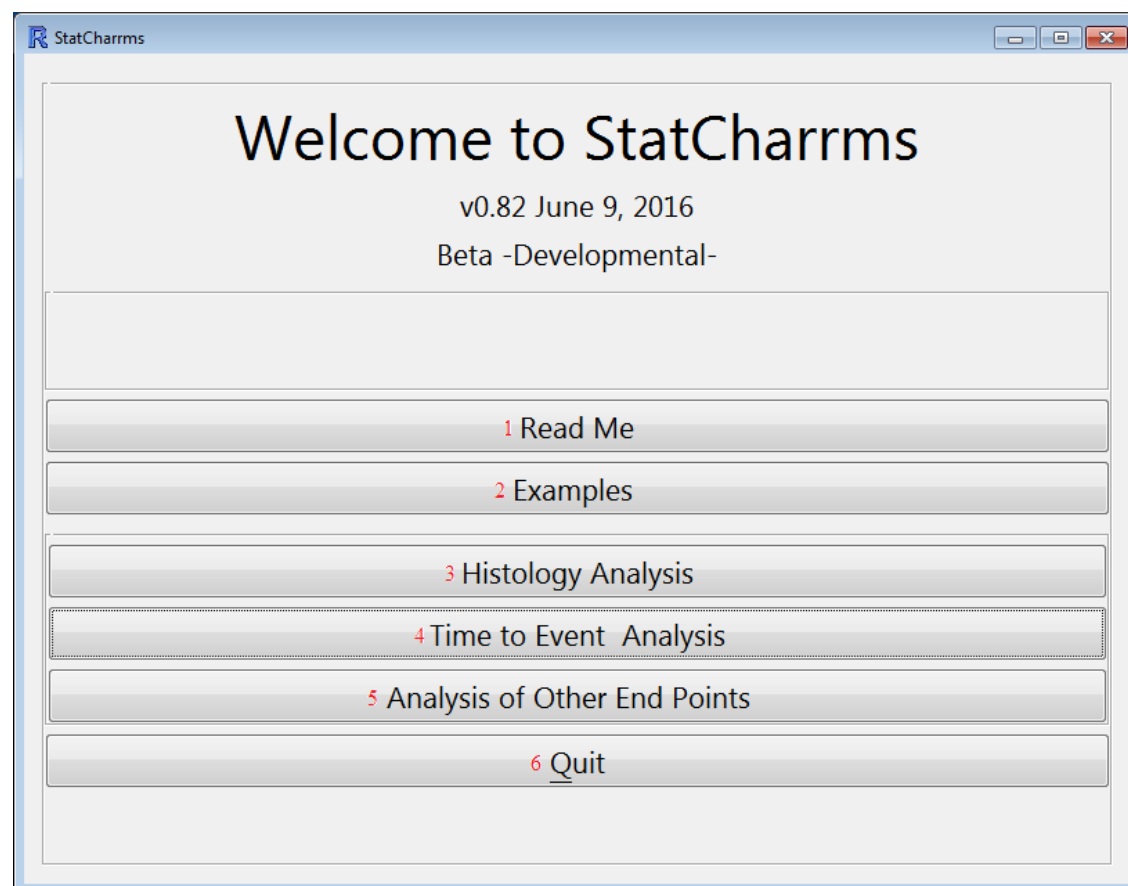 StatCharrms
Welcome to StatCharrms
v0.82 June 9, 2016
Beta -Developmental-
1 Read Me
2 Examples
3 Histology Analysis
4 Time to Event  Analysis
5 Analysis of Other End Points
6 Quit